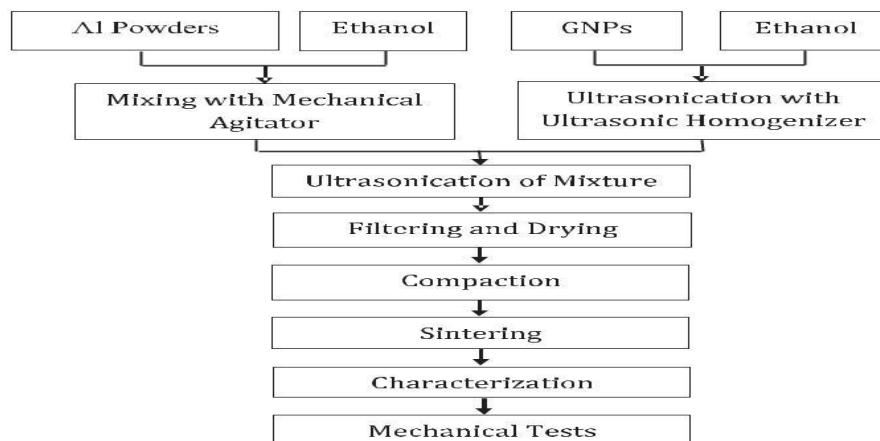 Al Powders
Ethanol
GNPs
Ethanol
Mixing with Mechanical
Agitator
Ultrasonication with
Ultrasonic Homogenizer
Ultrasonication of Mixture
Filtering and Drying
Compaction
Sintering
Characterization
Mechanical Tests